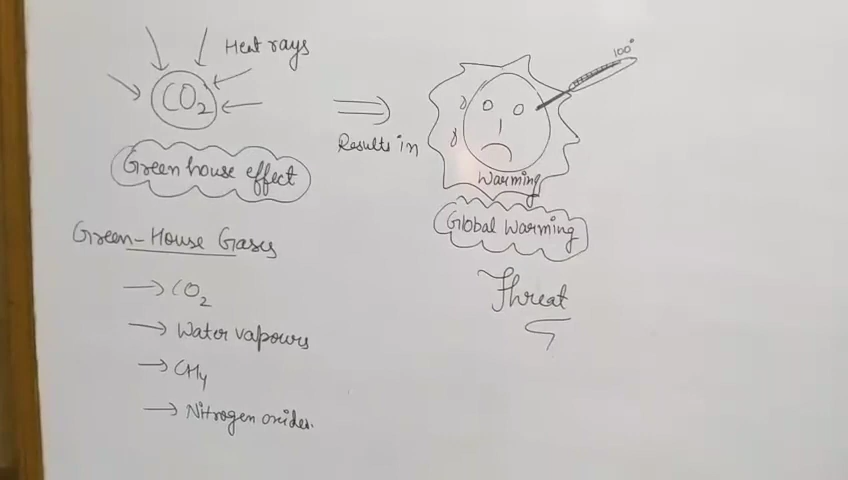 Heat rays
CO2
Green house effect
Results in
100°
Warming
Global Warming
Threat
Green-House Gases
→ CO2
→ Water vapours
→ CH4
→ Nitrogen oxides.